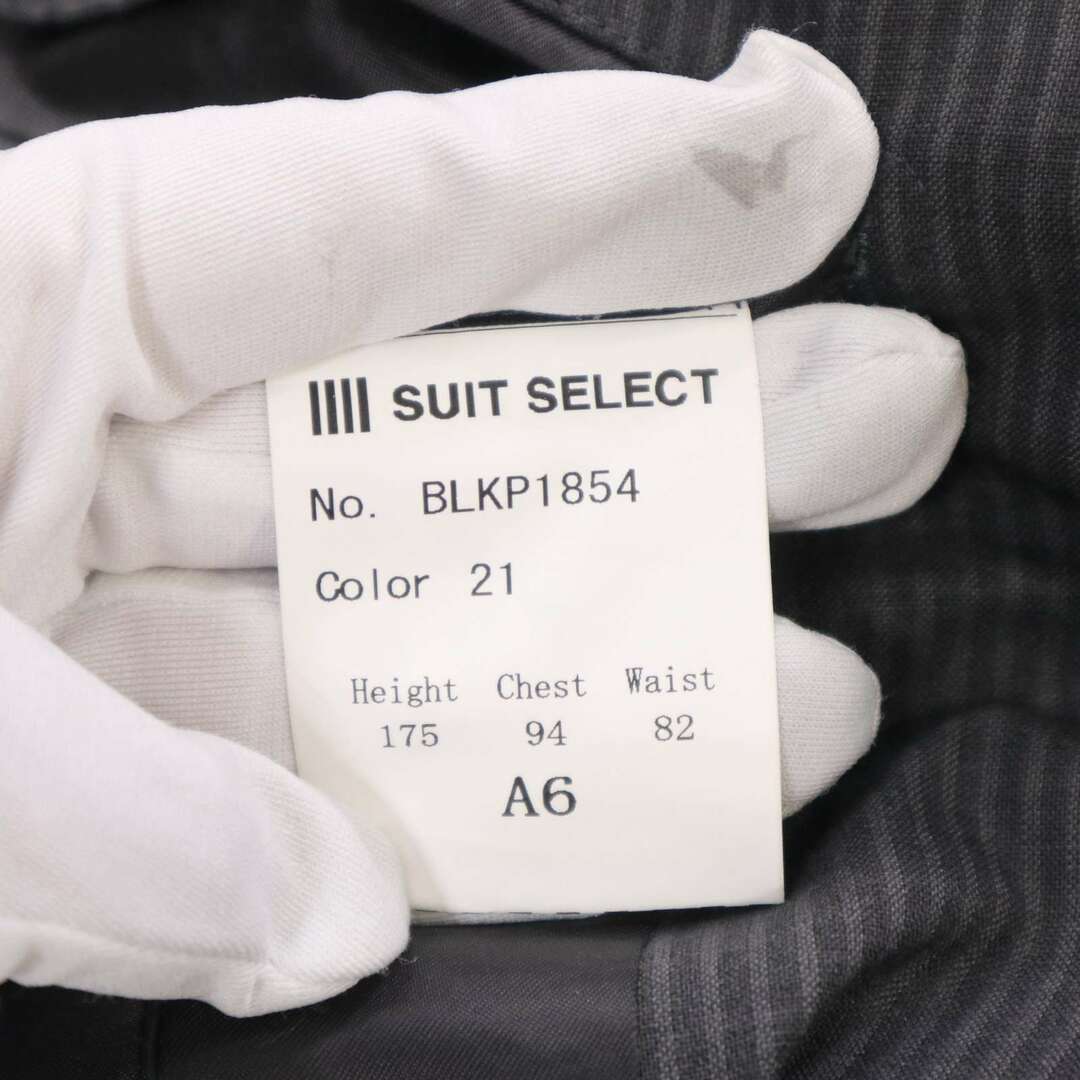 SUIT SELECT
No. BLKP1854
Color 21
Height Chest Waist
175 94 82
A6